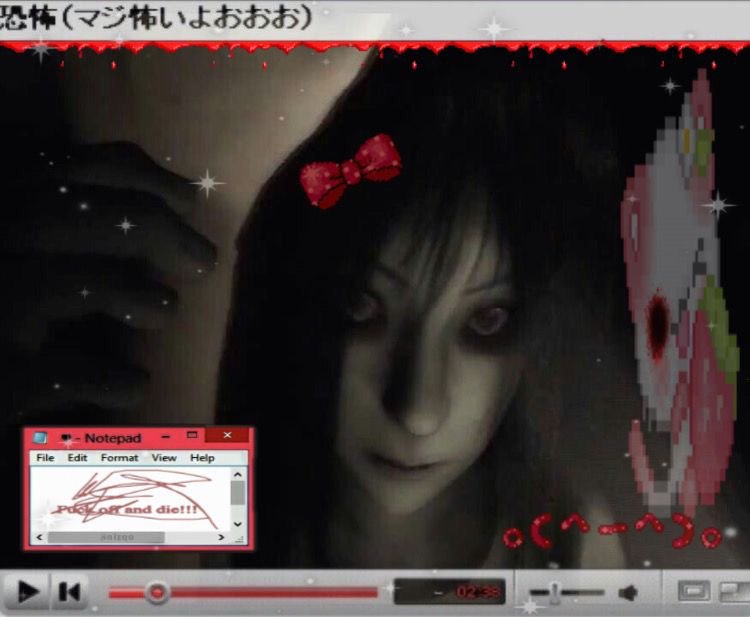 恐怖(マジ怖いよおおお)
- Notepad
File Edit Format View Help
Fuck off and die!!!
o(^-^)o
- 02:38